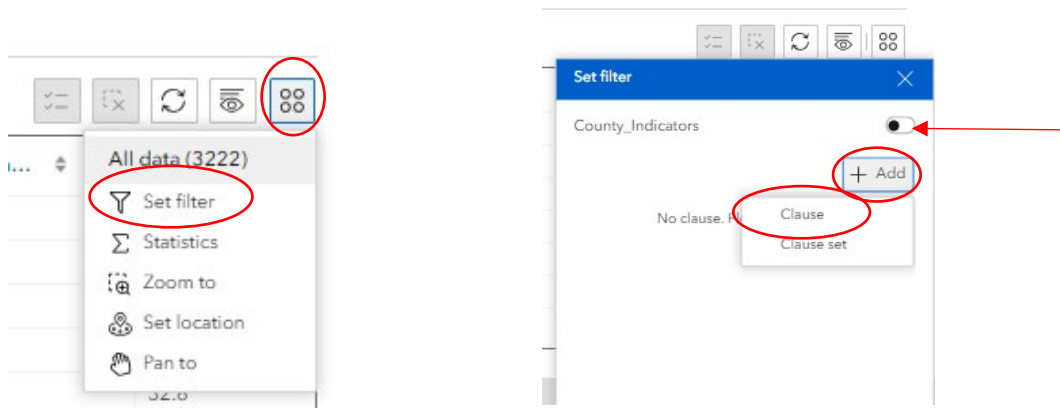 a...
All data (3222)
Set filter
Statistics
Zoom to
Set location
Pan to
32.8
Set filter
County_Indicators
+ Add
No clause.
Clause
Clause set